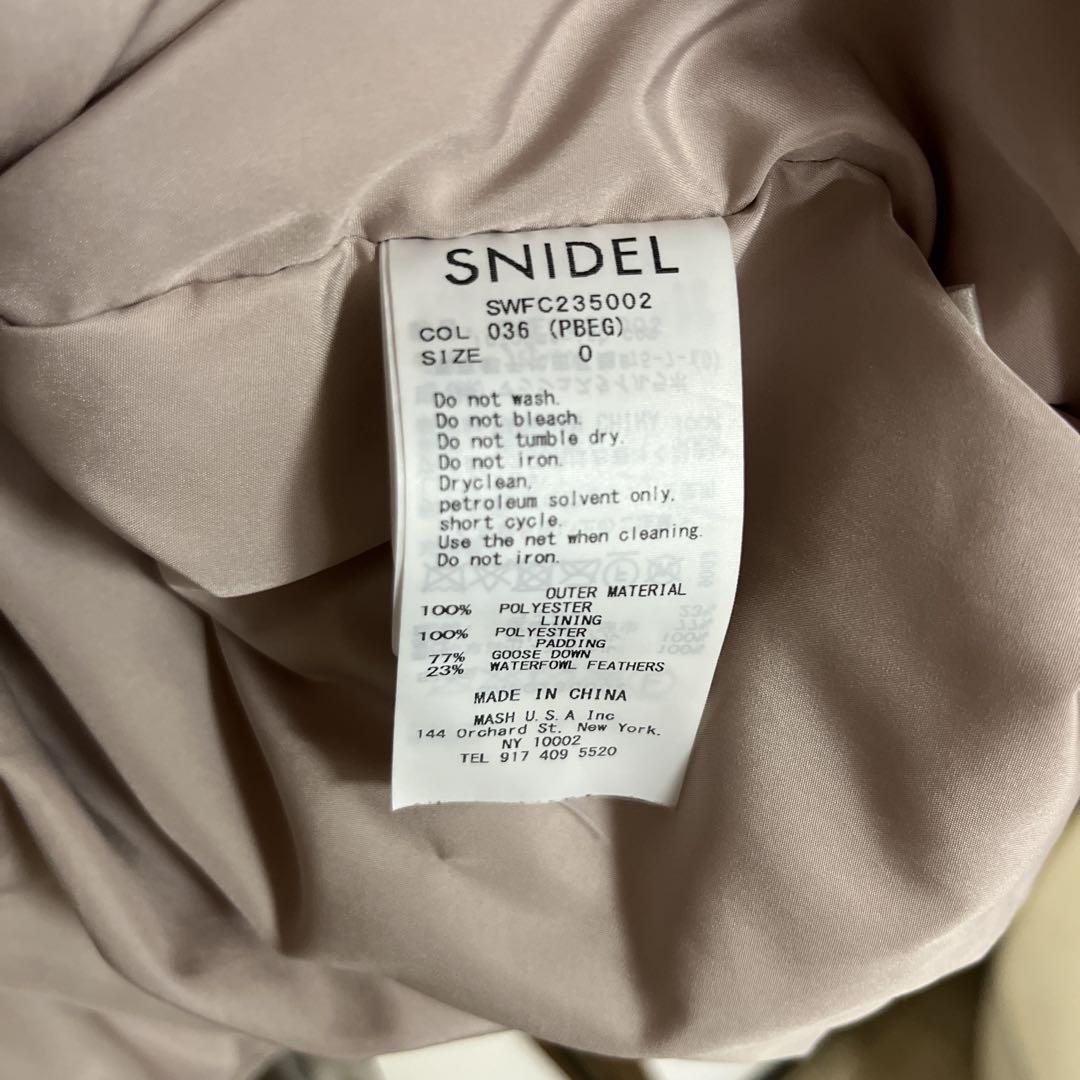 SNIDEL
SWFC235002
COL 036 (PBEG)
SIZE 0
Do not wash.
Do not bleach.
Do not tumble dry.
Do not iron.
Dryclean,
petroleum solvent only,
short cycle.
Use the net when cleaning.
Do not iron.
OUTER MATERIAL
100% POLYESTER
LINING
100% POLYESTER
PADDING
77% GOOSE DOWN
23% WATERFOWL FEATHERS
MADE IN CHINA
MASH U.S.A Inc
144 Orchard St. New York.
NY 10002
TEL 917 409 5520